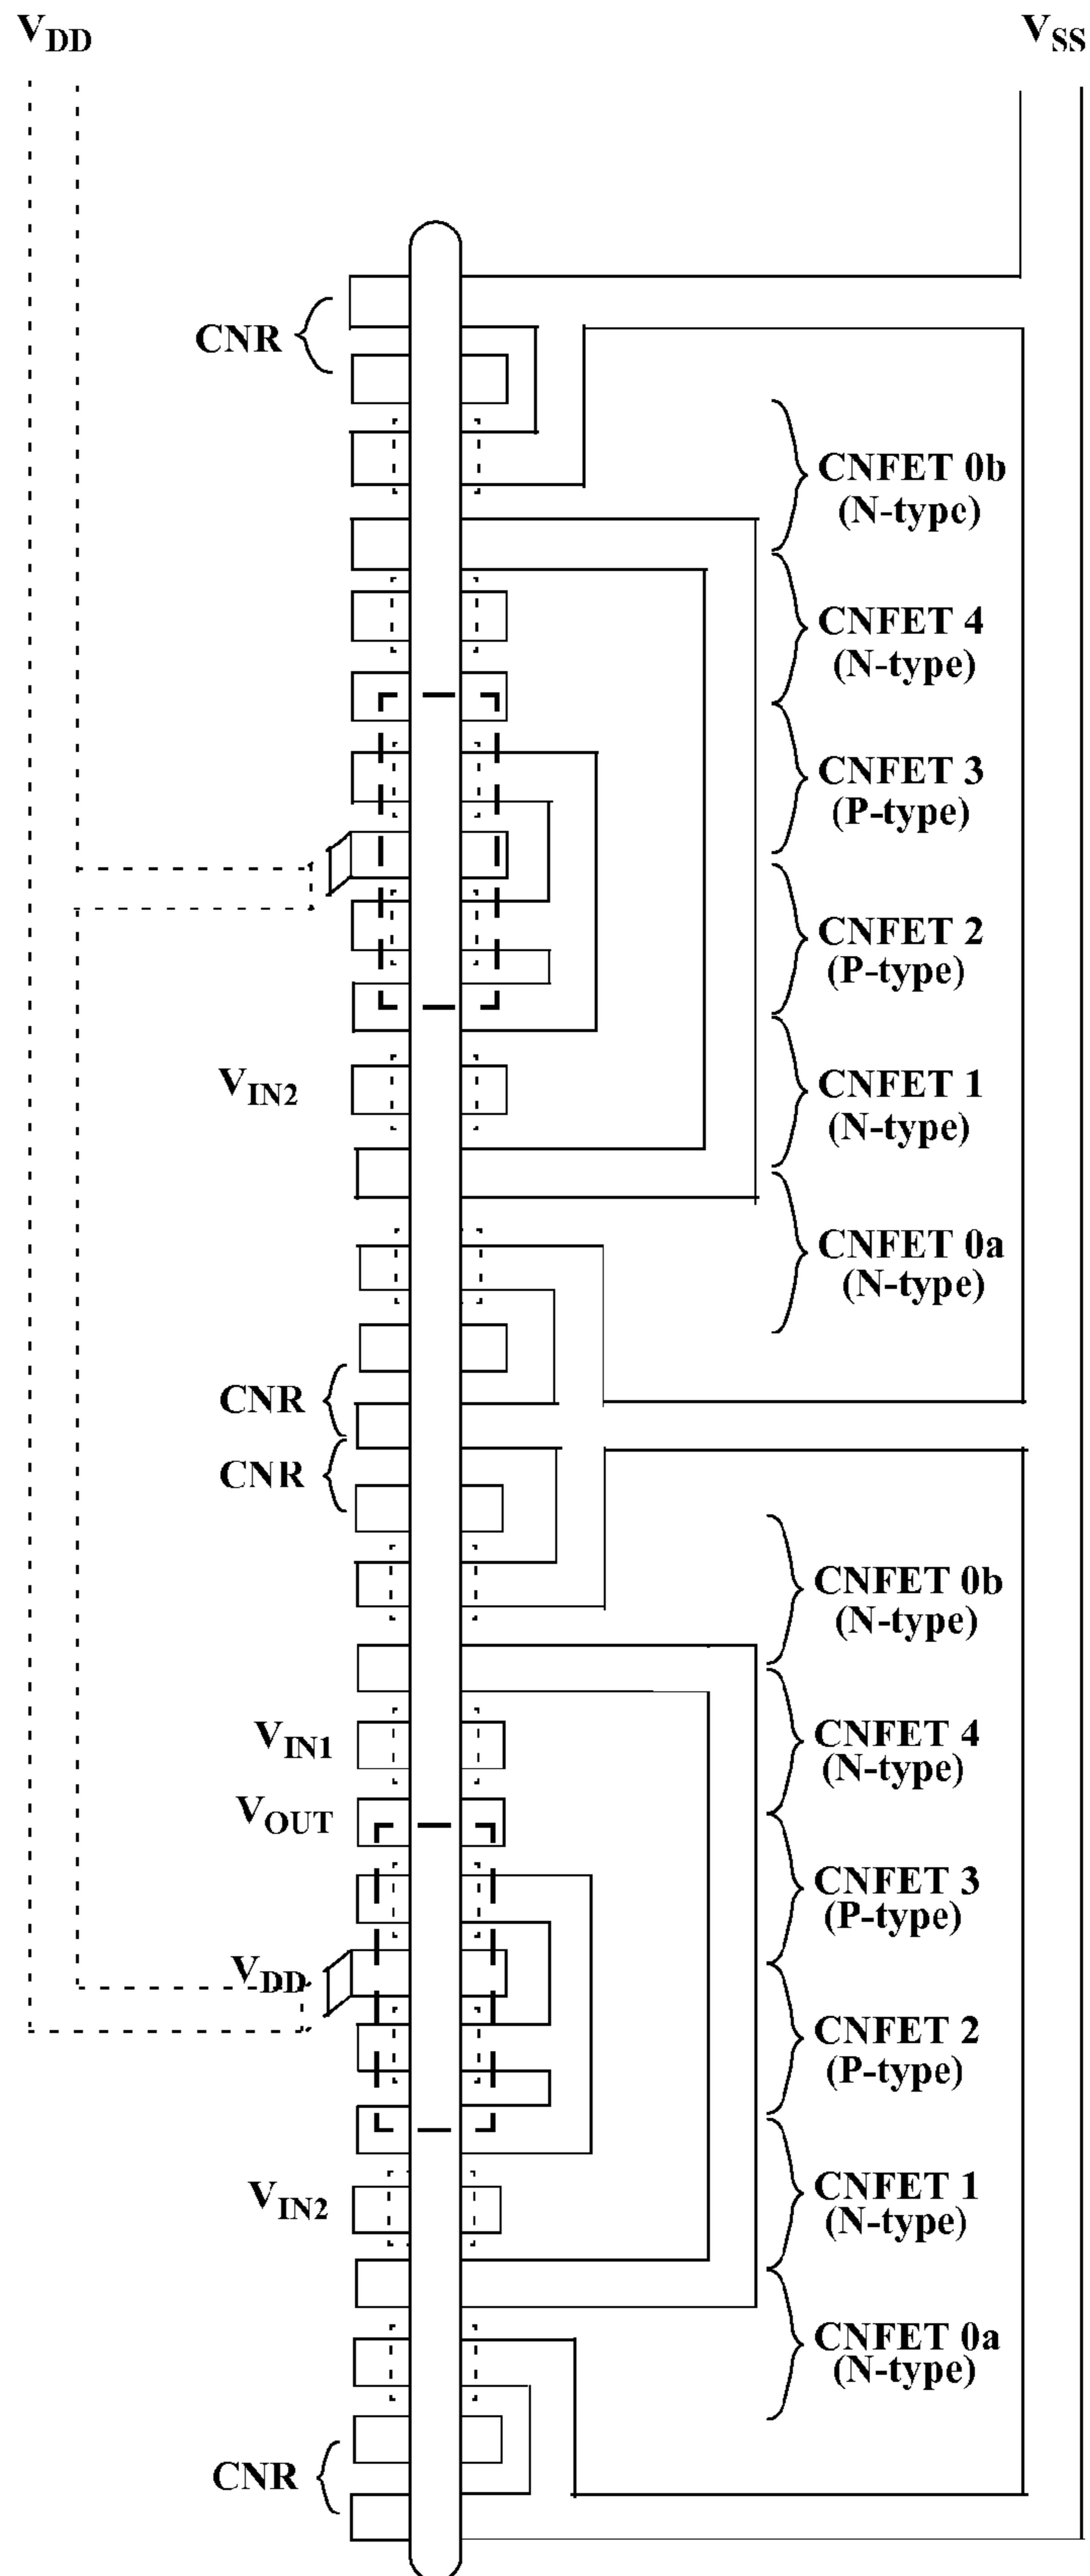 VDD
VSS
CNR
CNFET 0b
(N-type)
CNFET 4
(N-type)
CNFET 3
(P-type)
CNFET 2
(P-type)
VIN2
CNFET 1
(N-type)
CNFET 0a
(N-type)
CNR
CNR
CNFET 0b
(N-type)
VIN1
CNFET 4
(N-type)
VOUT
CNFET 3
(P-type)
VDD
CNFET 2
(P-type)
VIN2
CNFET 1
(N-type)
CNFET 0a
(N-type)
CNR